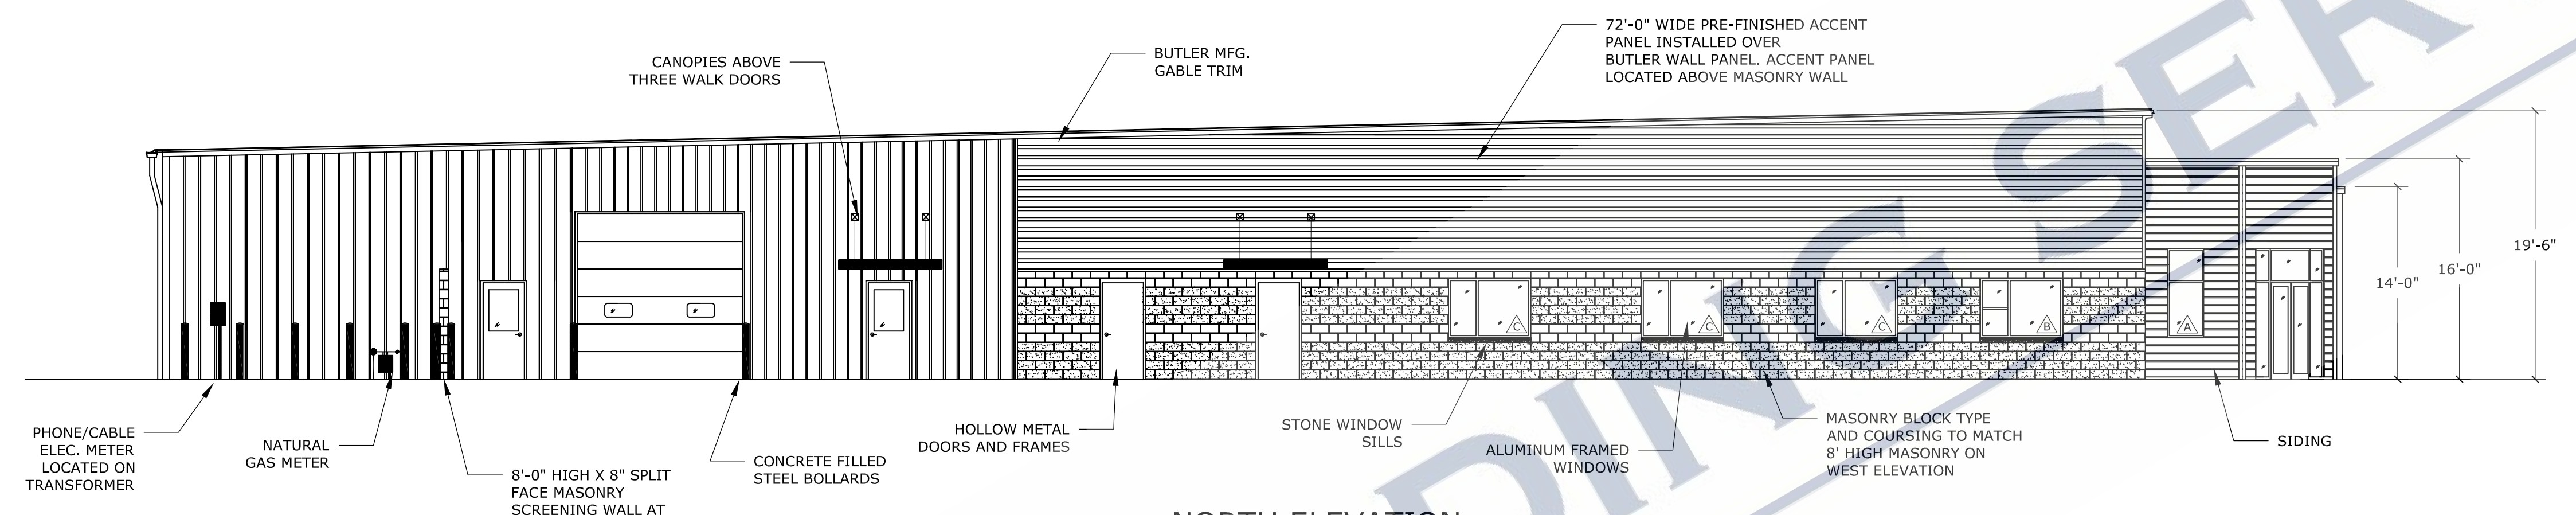 72'-0" WIDE PRE-FINISHED ACCENT
PANEL INSTALLED OVER
BUTLER WALL PANEL. ACCENT PANEL
LOCATED ABOVE MASONRY WALL
BUTLER MFG.
GABLE TRIM
CANOPIES ABOVE
THREE WALK DOORS
19'-6"
16'-0"
14'-0"
C
C
C
B
A
PHONE/CABLE
ELEC. METER
LOCATED ON
TRANSFORMER
NATURAL
GAS METER
8'-0" HIGH X 8" SPLIT
FACE MASONRY
SCREENING WALL AT
CONCRETE FILLED
STEEL BOLLARDS
HOLLOW METAL
DOORS AND FRAMES
STONE WINDOW
SILLS
ALUMINUM FRAMED
WINDOWS
MASONRY BLOCK TYPE
AND COURSING TO MATCH
8' HIGH MASONRY ON
WEST ELEVATION
SIDING
NORTH ELEVATION
DING SER